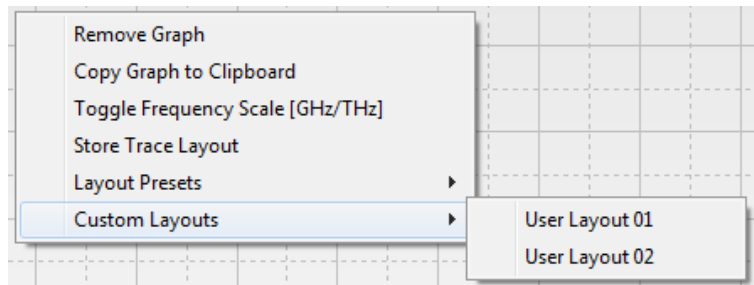 Remove Graph
Copy Graph to Clipboard
Toggle Frequency Scale [GHz/THz]
Store Trace Layout
Layout Presets
Custom Layouts
User Layout 01
User Layout 02